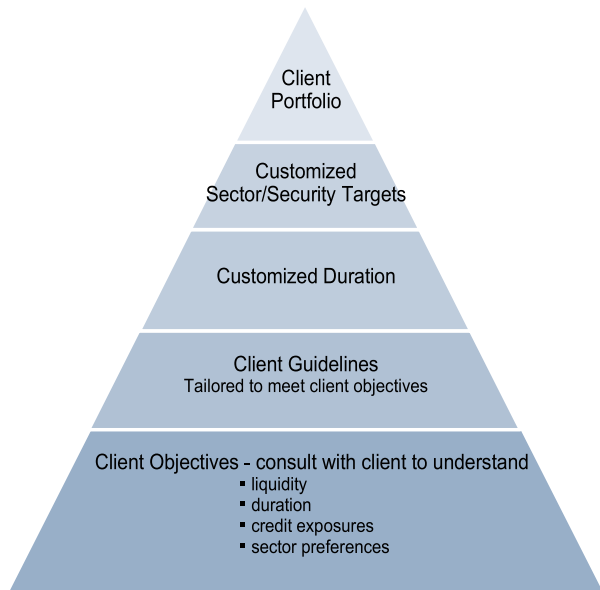 Client
Portfolio
Customized
Sector/Security Targets
Customized Duration
Client Guidelines
Tailored to meet client objectives
Client Objectives - consult with client to understand
▪ liquidity
▪ duration
▪ credit exposures
▪ sector preferences